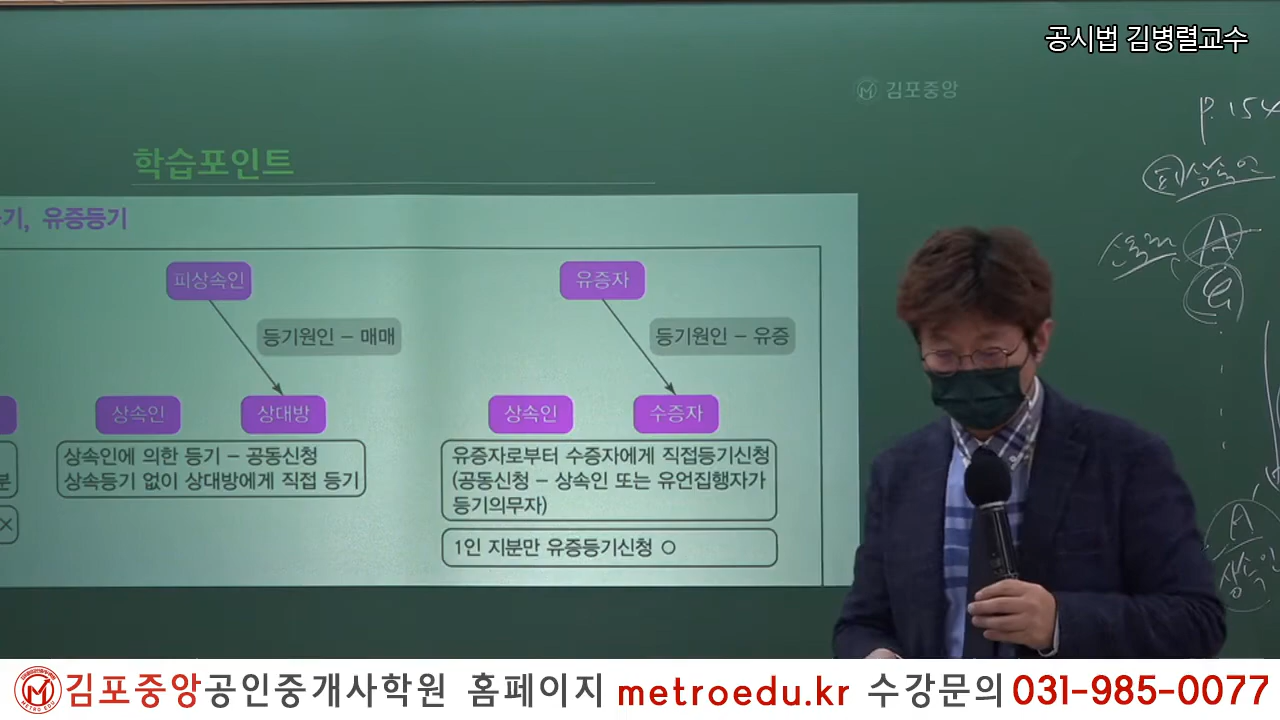 공시법 김병렬교수
김포중앙
p.154
피상속인
학습포인트
기, 유증등기
피상속인
유증자
등기원인 – 매매
등기원인 – 유증
상속인
상대방
상속인
수증자
상속인에 의한 등기 – 공동신청
상속등기 없이 상대방에게 직접 등기
유증자로부터 수증자에게 직접등기신청
(공동신청 – 상속인 또는 유언집행자가
등기의무자)
분
×
1인 지분만 유증등기신청 ○
A
A
상속인
김포중앙공인중개사학원 홈페이지 metroedu.kr 수강문의 031-985-0077
METRO EDU